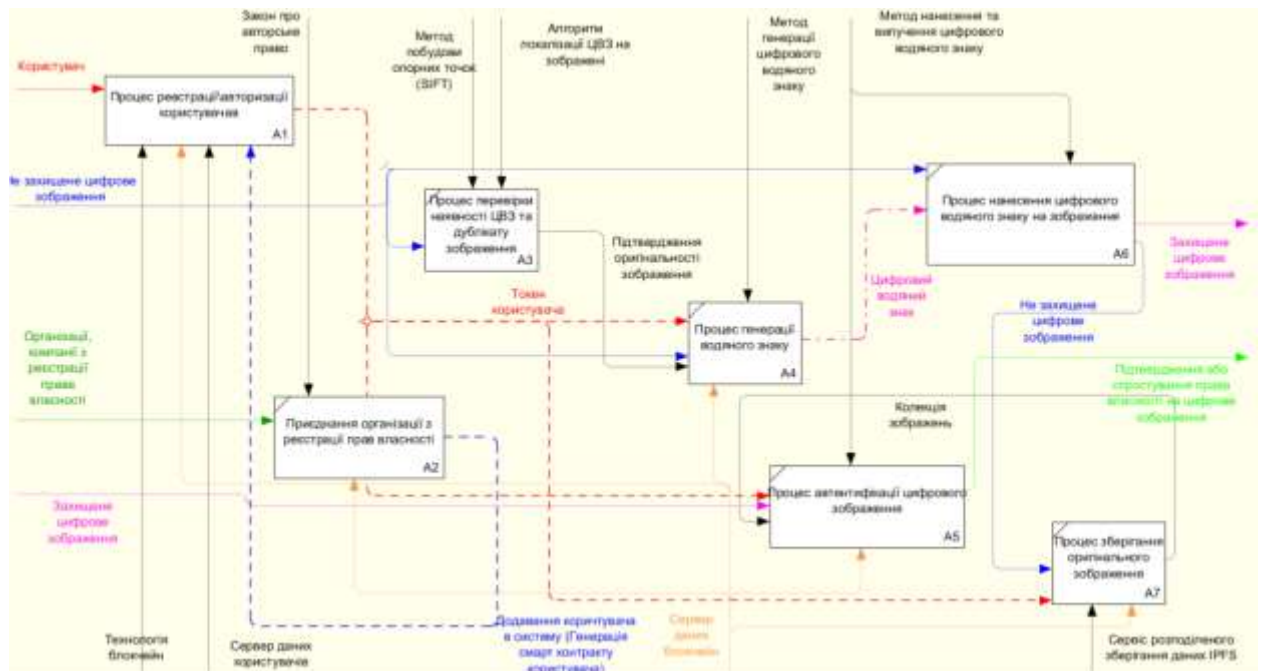 Закон про
авторське
право
Метод
побудови
опорних точок
(SIFT)
Алгоритми
локалізації ЦВЗ на
зображені
Метод
генерації
цифрового
водяного
знаку
Метод нанесення та
вилучення цифрового
водяного знаку
Користувач
Процес реєстрації\авторизації
користувачав
A1
Не захищене цифрове
зображення
Процес перевірки
наявності ЦВЗ та
дублікату
зображення
A3
Підтвердження
оригінальності
зображення
Процес нанесення цифрового
водяного знаку на зображення
A6
Захищене
цифрове
зображення
Цифровий
водяний
знак
Токен
користувача
Процес генерації
водяного знаку
A4
Не захищене
цифрове
зображення
Організації,
компанії з
реєстрації
права
власності
Підтвердження або
спростування права
власності на цифрове
зображення
Приєднання організації з
реєстрації прав власності
A2
Колекція
зображень
Процес автентифікації цифрового
зображення
A5
Захищене
цифрове
зображення
Процес зберігання
оригінального
зображення
A7
Технологія
блокчейн
Сервер даних
користувачів
Додавання
в систему (Генерація
смарт контракту
користувача)
Сервер
даних
блокчейн
Сервіс розподіленого
зберігання даних IPFS